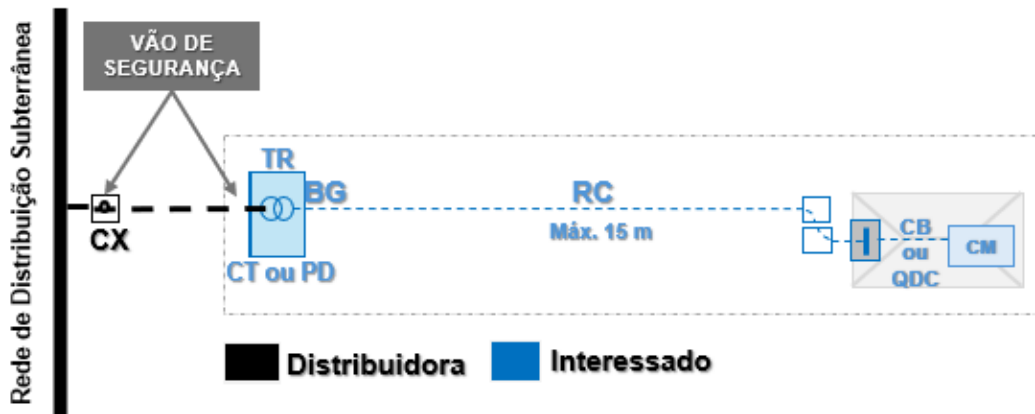 Rede de Distribuição Subterrânea
VÃO DE
SEGURANÇA
CX
TR
BG
CT ou PD
RC
Máx. 15 m
CB
ou
QDC
CM
Distribuidora
Interessado